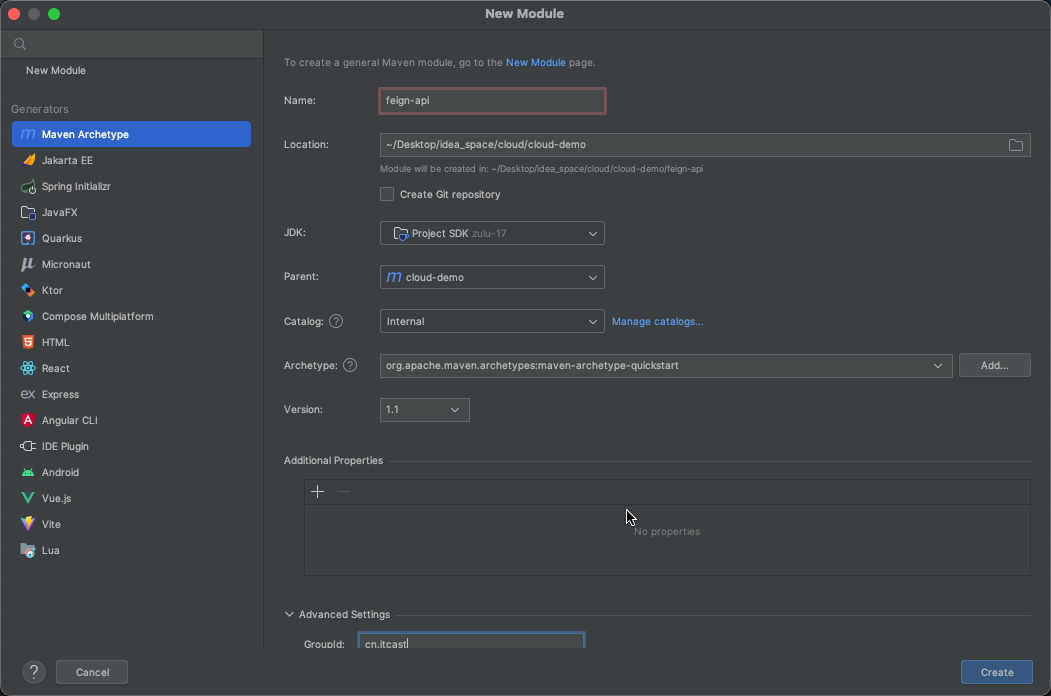 New Module
New Module
Generators
Maven Archetype
Jakarta EE
Spring Initializr
JavaFX
Quarkus
Micronaut
Ktor
Compose Multiplatform
HTML
React
Express
Angular CLI
IDE Plugin
Android
Vue.js
Vite
Lua
To create a general Maven module, go to the New Module page.
Name: feign-api
Location: ~/Desktop/idea_space/cloud/cloud-demo
Module will be created in: ~/Desktop/idea_space/cloud/cloud-demo/feign-api
Create Git repository
JDK: Project SDK zulu-17
Parent: cloud-demo
Catalog: ? Internal Manage catalogs...
Archetype: ? org.apache.maven.archetypes:maven-archetype-quickstart Add...
Version: 1.1
Additional Properties
No properties
Advanced Settings
GroupId: cn.itcast
? Cancel Create